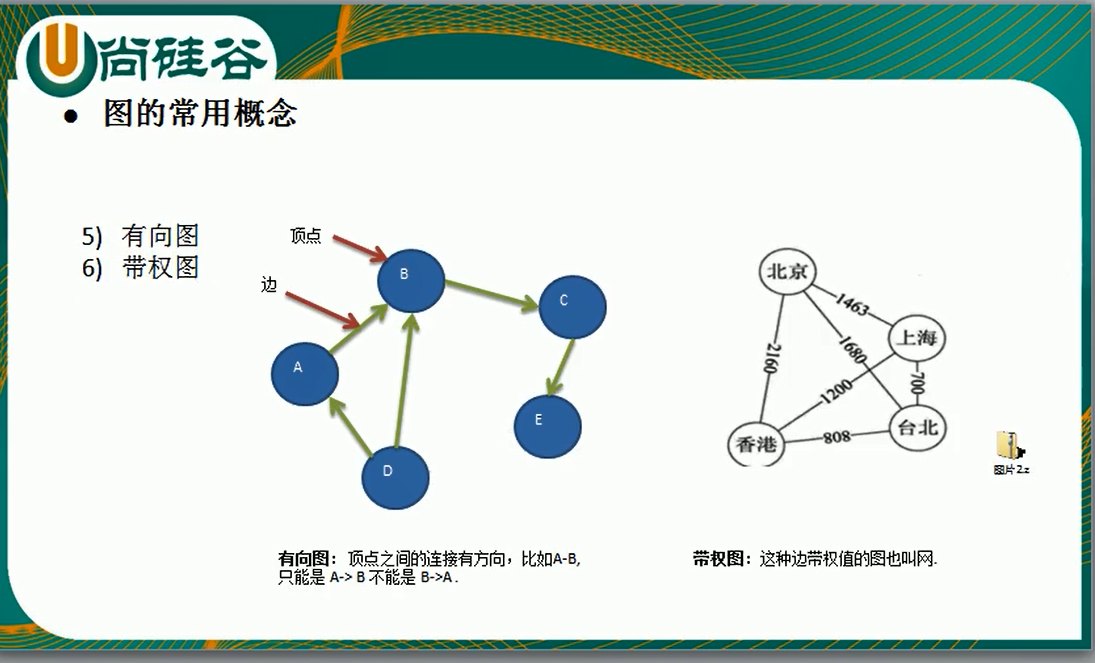 尚硅谷
● 图的常用概念
5) 有向图
6) 带权图
顶点
边
B
C
A
E
D
北京
1463
上海
2160
1680
700
1200
808
香港
台北
图片2.z
有向图：顶点之间的连接有方向，比如A-B,
只能是 A-> B 不能是 B->A .
带权图：这种边带权值的图也叫网.